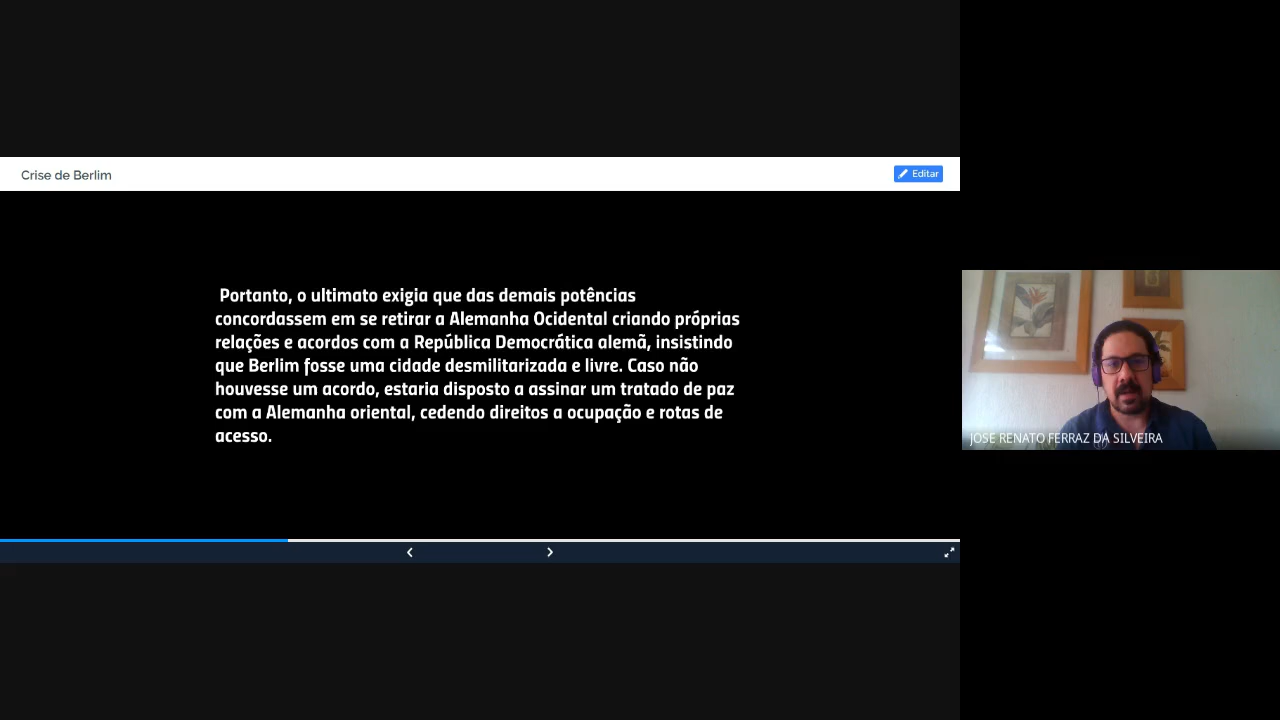 Crise de Berlim
Editar
Portanto, o ultimato exigia que das demais potências
concordassem em se retirar a Alemanha Ocidental criando próprias
relações e acordos com a República Democrática alemã, insistindo
que Berlim fosse uma cidade desmilitarizada e livre. Caso não
houvesse um acordo, estaria disposto a assinar um tratado de paz
com a Alemanha oriental, cedendo direitos a ocupação e rotas de
acesso.
JOSE RENATO FERRAZ DA SILVEIRA